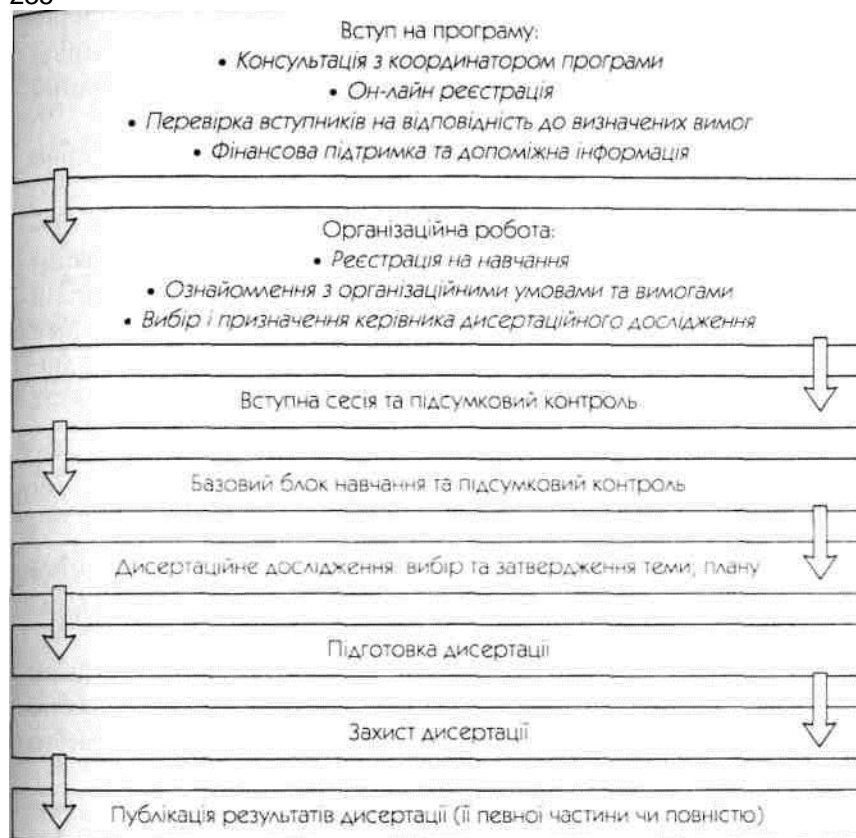 Вступ на програму:
• Консультація з координатором програми
• Он-лайн реєстрація
• Перевірка вступників на відповідність до визначених вимог
• Фінансова підтримка та допоміжна інформація
Організаційна робота:
• Реєстрація на навчання
• Ознайомлення з організаційними умовами та вимогами
• Вибір і призначення керівника дисертаційного дослідження
Вступна сесія та підсумковий контроль
Базовий блок навчання та підсумковий контроль
Дисертаційне дослідження: вибір та затвердження теми, плану
Підготовка дисертації
Захист дисертації
Публікація результатів дисертації (її певної частини чи повністю)